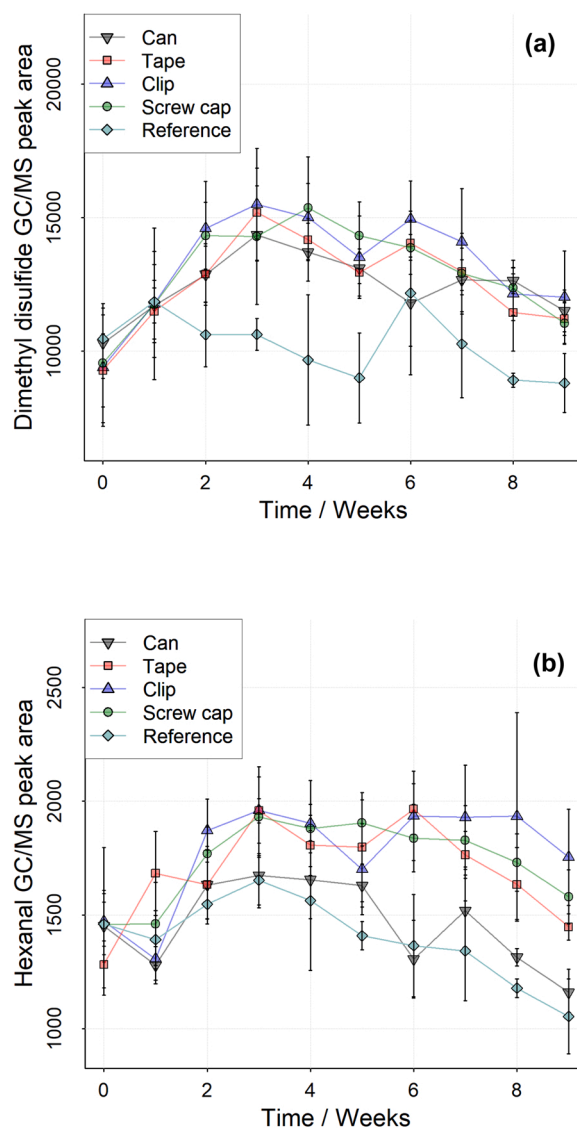 (a)
Can
Tape
Clip
Screw cap
Reference
Dimethyl disulfide GC/MS peak area
20000
15000
10000
0 2 4 6 8
Time / Weeks
(b)
Can
Tape
Clip
Screw cap
Reference
Hexanal GC/MS peak area
2500
2000
1500
1000
0 2 4 6 8
Time / Weeks